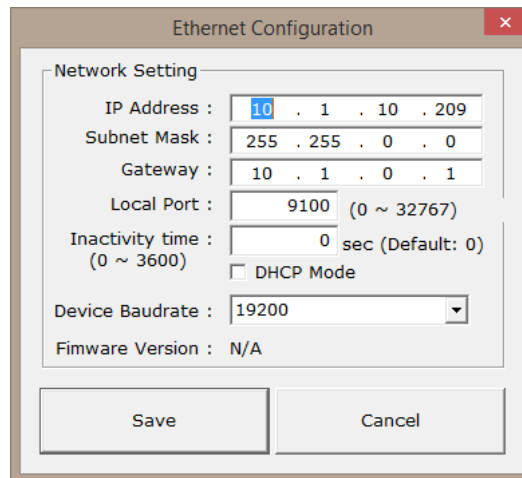 Ethernet Configuration
×
Network Setting
IP Address : 10 . 1 . 10 . 209
Subnet Mask : 255 . 255 . 0 . 0
Gateway : 10 . 1 . 0 . 1
Local Port : 9100 (0 ~ 32767)
Inactivity time : 0 sec (Default: 0)
(0 ~ 3600)
DHCP Mode
Device Baudrate : 19200
Fimware Version : N/A
Save Cancel